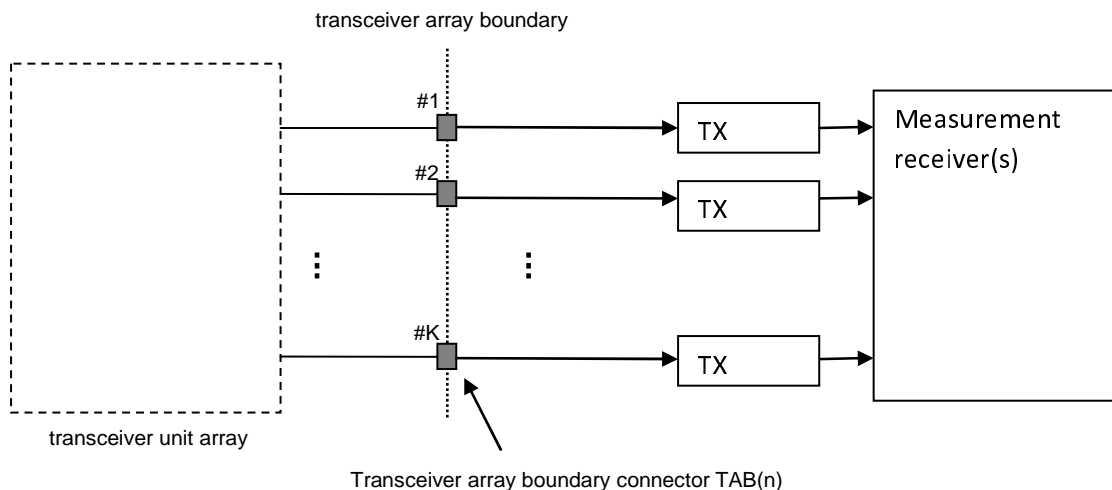 transceiver array boundary
#1
TX
Measurement
receiver(s)
#2
TX
#K
TX
transceiver unit array
Transceiver array boundary connector TAB(n)